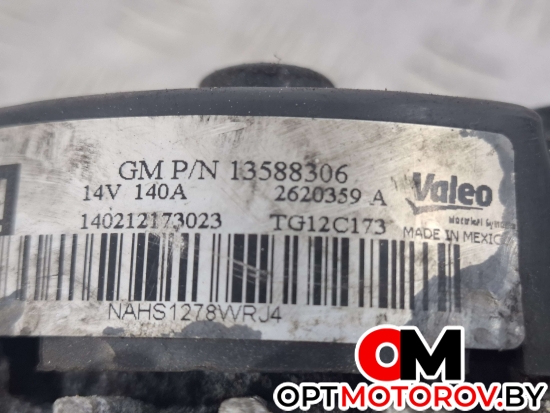 GM P/N 13588306
14V 140A 2620359 A Valeo
140212173023 TG12C173
MADE IN MEXICO
NAHS1278WRJ4
OM
OPTMOTOROV.BY